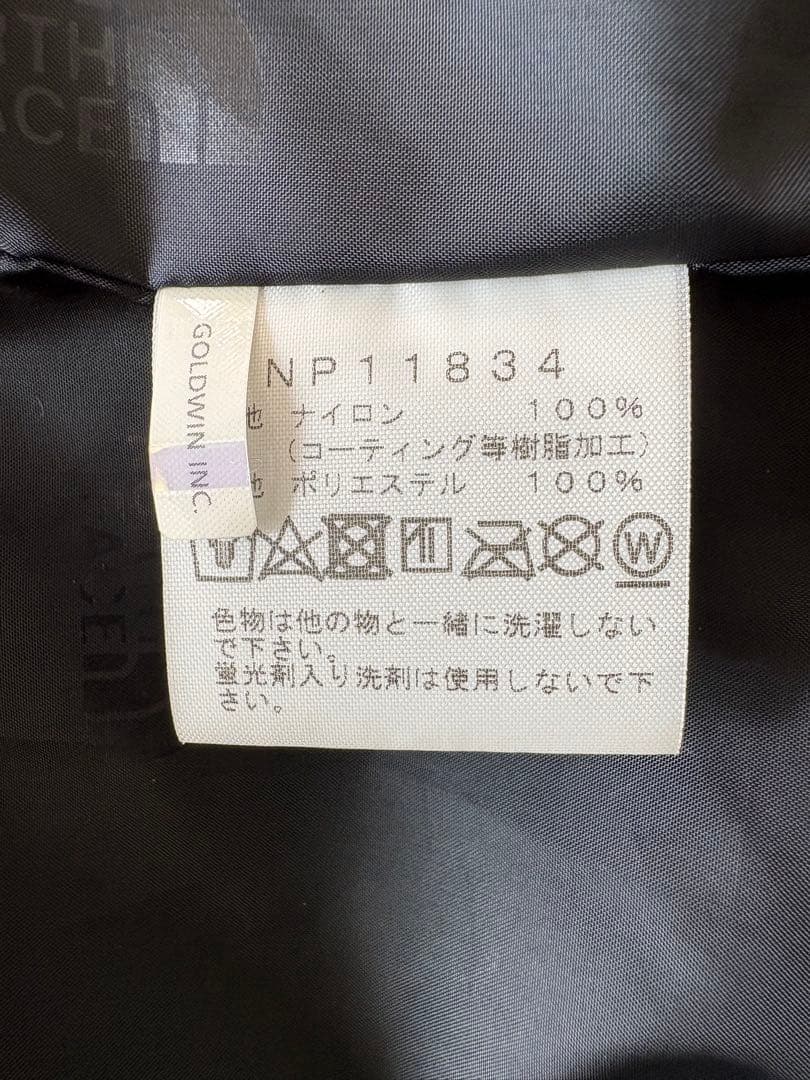 RTH
ACE
GOLDWIN INC.
NP11834
地 ナイロン 100%
(コーティング等樹脂加工)
地 ポリエステル 100%
W
色物は他の物と一緒に洗濯しない
で下さい。
蛍光剤入り洗剤は使用しないで下
さい。
ACE